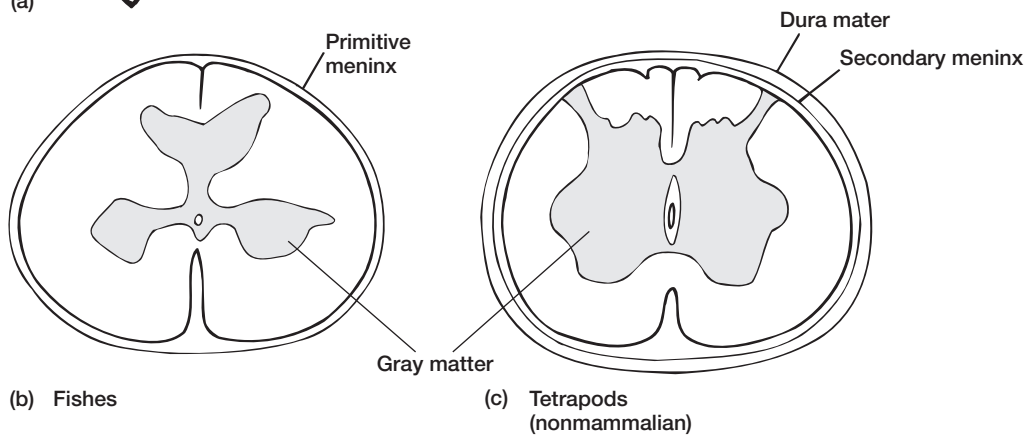 (a)
Primitive
meninx
Dura mater
Secondary meninx
Gray matter
(b) Fishes
(c) Tetrapods
(nonmammalian)